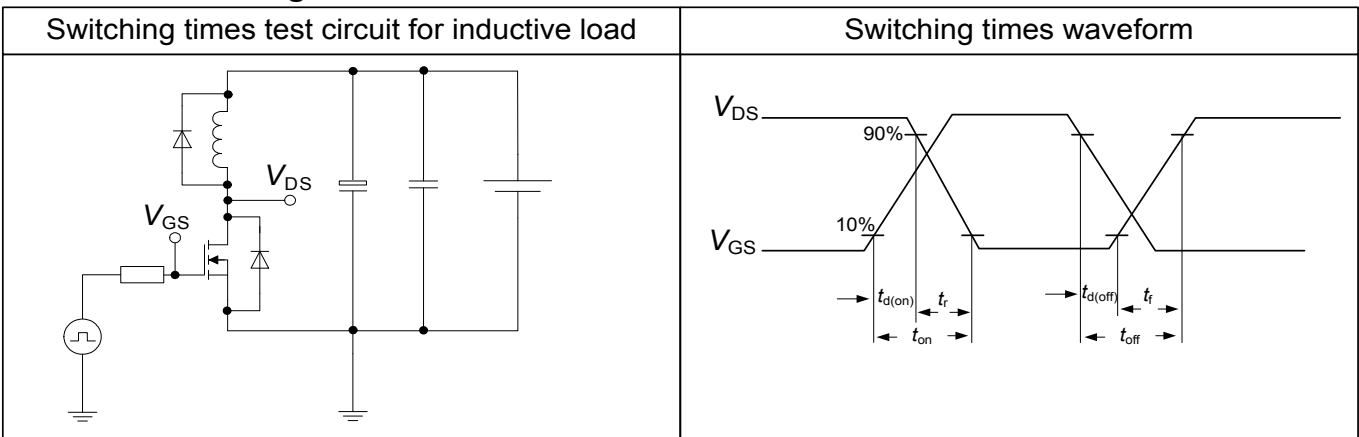 Switching times test circuit for inductive load
Switching times waveform
VDS
VGS
VDS
90%
10%
VGS
td(on)
tr
td(off)
tf
ton
toff